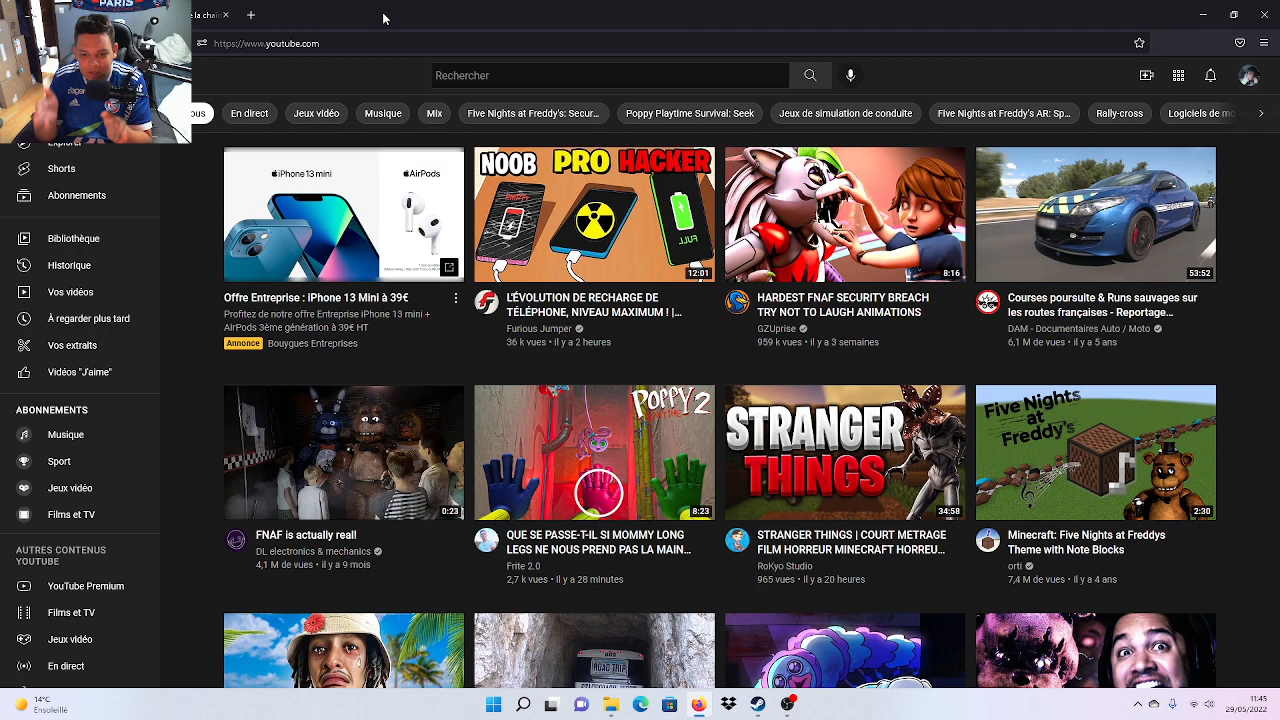 PARIS
la chaîn
https://www.youtube.com
Rechercher
ous
En direct
Jeux vidéo
Musique
Mix
Five Nights at Freddy's: Securi...
Poppy Playtime Survival: Seek
Jeux de simulation de conduite
Five Nights at Freddy's AR: Sp...
Rally-cross
Logiciels de mo
Explorer
Shorts
Abonnements
Bibliothèque
Historique
Vos vidéos
À regarder plus tard
Vos extraits
Vidéos "J'aime"
ABONNEMENTS
Musique
Sport
Jeux vidéo
Films et TV
AUTRES CONTENUS
YOUTUBE
YouTube Premium
Films et TV
Jeux vidéo
En direct
iPhone 13 mini
AirPods
Offre Entreprise : iPhone 13 Mini à 39€
Profitez de notre offre Entreprise iPhone 13 mini +
AirPods 3ème génération à 39€ HT
Annonce Bouygues Entreprises
NOOB PRO HACKER
EMPTY
FULL
12:01
L'ÉVOLUTION DE RECHARGE DE
TÉLÉPHONE, NIVEAU MAXIMUM ! |...
Furious Jumper
36 k vues • il y a 2 heures
8:16
HARDEST FNAF SECURITY BREACH
TRY NOT TO LAUGH ANIMATIONS
GZUprise
959 k vues • il y a 3 semaines
53:52
Courses poursuite & Runs sauvages sur
les routes françaises - Reportage...
DAM - Documentaires Auto / Moto
6,1 M de vues • il y a 5 ans
0:23
FNAF is actually real
DL electronics & mechanics
4,1 M de vues • il y a 9 mois
POPPY
PLAYTIME 2
8:23
QUE SE PASSE-T-IL SI MOMMY LONG
LEGS NE NOUS PREND PAS LA MAIN...
Frite 2.0
2,7 k vues • il y a 28 minutes
STRANGER
THINGS
34:58
STRANGER THINGS | COURT METRAGE
FILM HORREUR MINECRAFT HORREU...
RoKyo Studio
965 vues • il y a 20 heures
Five Nights
at
Freddy's
2:30
Minecraft: Five Nights at Freddys
Theme with Note Blocks
orti
7,4 M de vues • il y a 4 ans
ROAD TRIP
14°C
Ensoleillé
11:45
29/05/2022